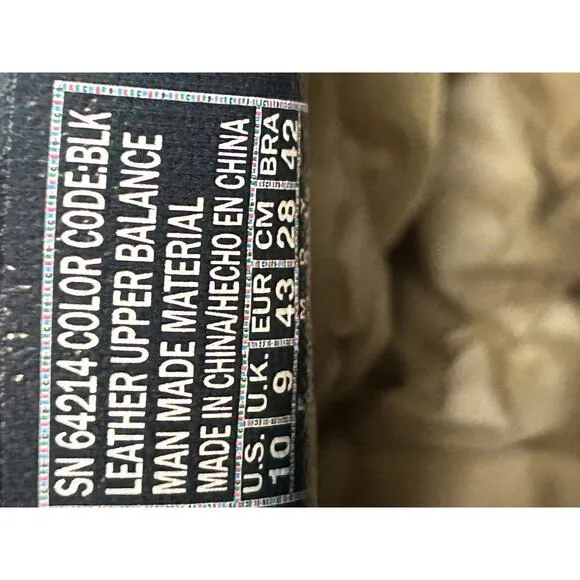 SN 64214 COLOR CODE:BLK
LEATHER UPPER BALANCE
MAN MADE MATERIAL
MADE IN CHINA/HECHO EN CHINA
U.S. U.K. EUR CM BRA
10 9 43 28 42